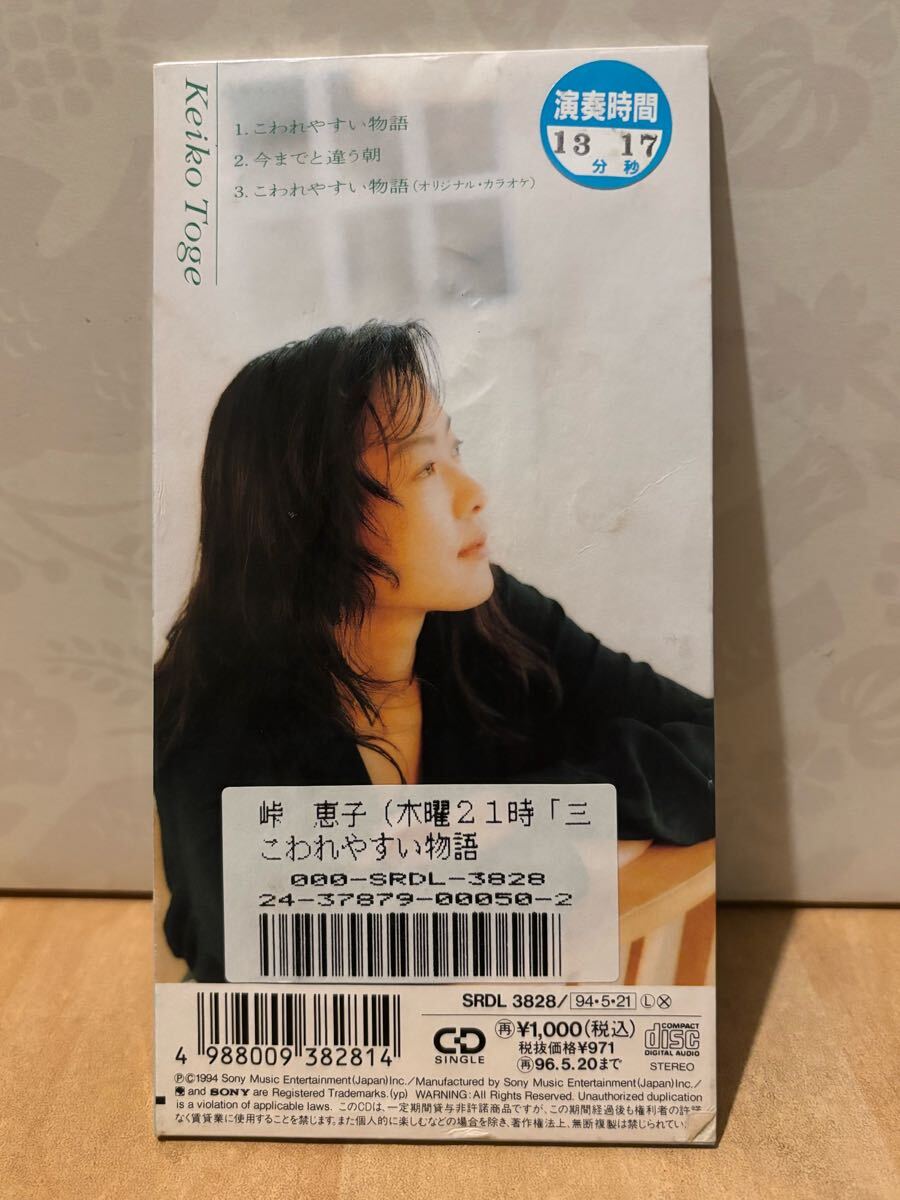 Keiko Toge
1. こわれやすい物語
2. 今までと違う朝
3. こわれやすい物語(オリジナル・カラオケ)
演奏時間
13 17
分 秒
峠 恵子(木曜21時「三
こわれやすい物語
000-SRDL-3828
24-37879-00050-2
SRDL 3828/94・5・21 Ⓛ Ⓧ
4 988009 382814
CD SINGLE
再 ¥1,000(税込)
税抜価格¥971
再 96.5.20まで
COMPACT disc DIGITAL AUDIO
STEREO
ⓅⒸ1994 Sony Music Entertainment(Japan)Inc./Manufactured by Sony Music Entertainment(Japan)Inc./
and SONY are Registered Trademarks.(yp) WARNING: All Rights Reserved. Unauthorized duplication
is a violation of applicable laws. このCDは、一定期間貸与非許諾商品ですが、この期間経過後も権利者の許諾
なく賃貸業に使用することを禁じます。また個人的に楽しむなどの場合を除き、著作権法上、無断複製は禁じられてい